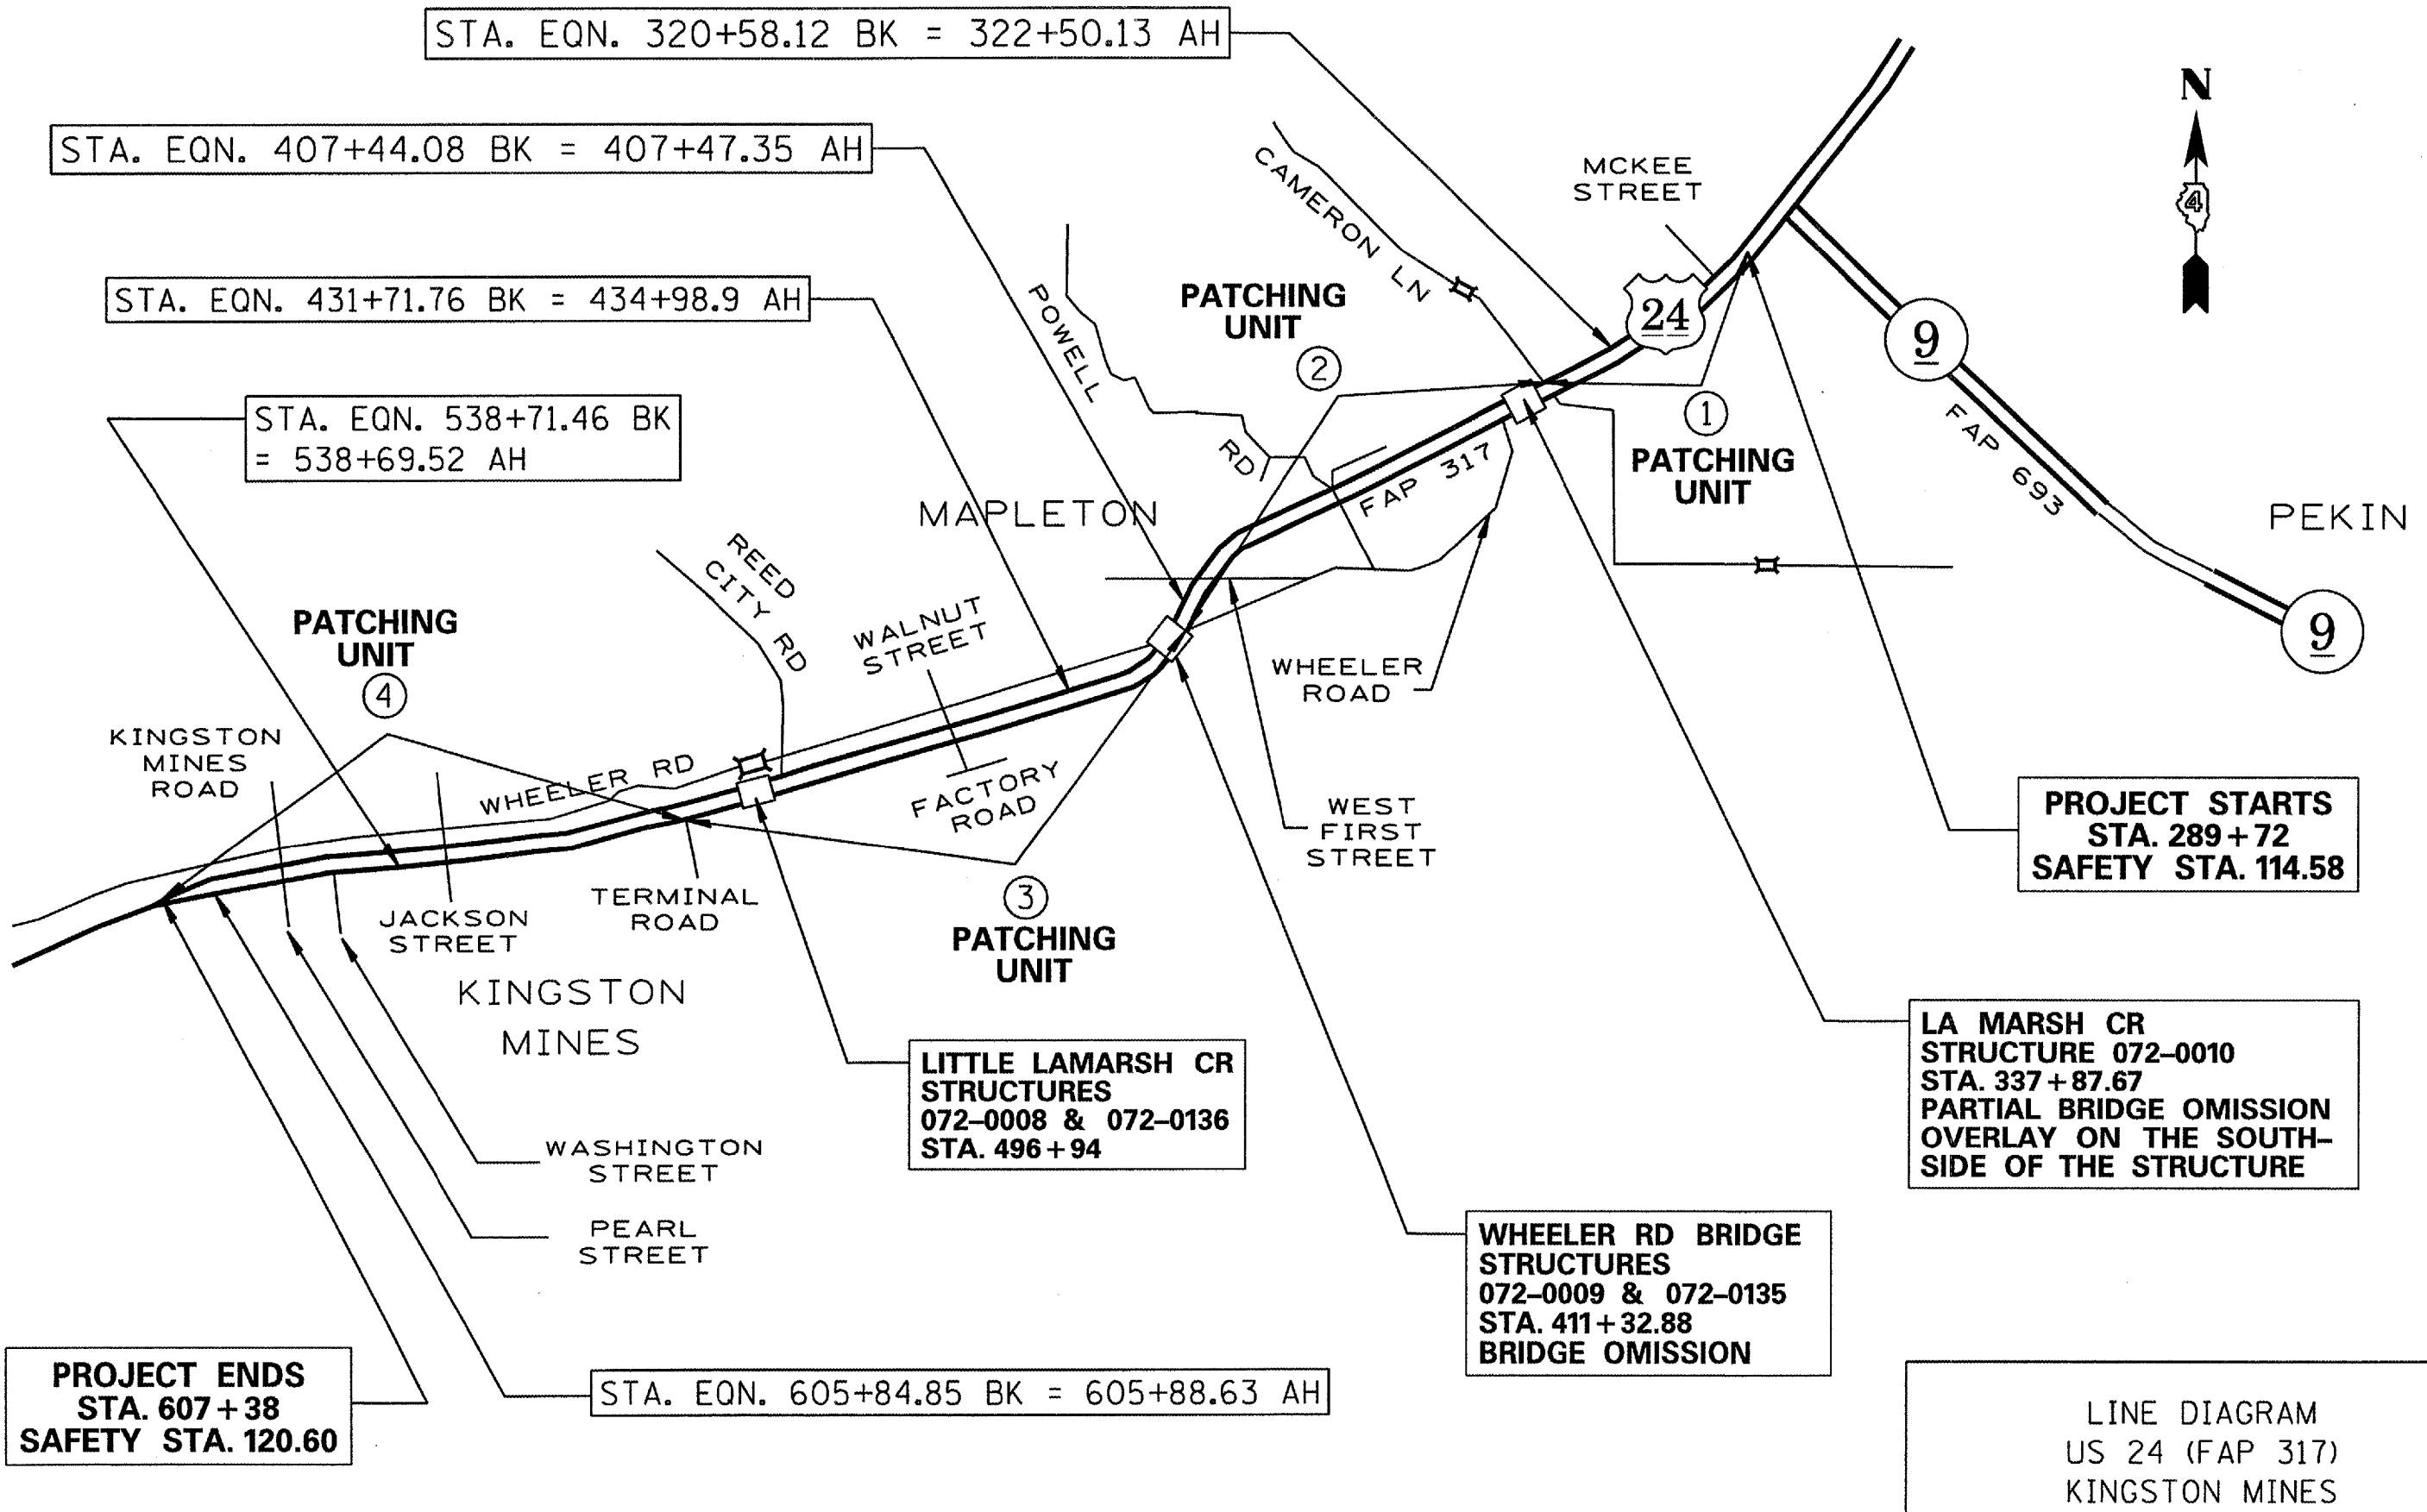 STA. EQN. 320+58.12 BK = 322+50.13 AH
STA. EQN. 407+44.08 BK = 407+47.35 AH
STA. EQN. 431+71.76 BK = 434+98.9 AH
STA. EQN. 538+71.46 BK
= 538+69.52 AH
N
4
MCKEE
STREET
CAMERON LN
POWELL
RD
PATCHING
UNIT
2
24
9
1
PATCHING
UNIT
FAP 317
FAP 693
PEKIN
9
MAPLETON
REED
CITY RD
WALNUT
STREET
PATCHING
UNIT
4
KINGSTON
MINES
ROAD
WHEELER RD
FACTORY
ROAD
WHEELER
ROAD
WEST
FIRST
STREET
JACKSON
STREET
TERMINAL
ROAD
3
PATCHING
UNIT
KINGSTON
MINES
PROJECT STARTS
STA. 289+72
SAFETY STA. 114.58
LA MARSH CR
STRUCTURE 072-0010
STA. 337+87.67
PARTIAL BRIDGE OMISSION
OVERLAY ON THE SOUTH-
SIDE OF THE STRUCTURE
LITTLE LAMARSH CR
STRUCTURES
072-0008 & 072-0136
STA. 496+94
WASHINGTON
STREET
PEARL
STREET
WHEELER RD BRIDGE
STRUCTURES
072-0009 & 072-0135
STA. 411+32.88
BRIDGE OMISSION
PROJECT ENDS
STA. 607+38
SAFETY STA. 120.60
STA. EQN. 605+84.85 BK = 605+88.63 AH
LINE DIAGRAM
US 24 (FAP 317)
KINGSTON MINES